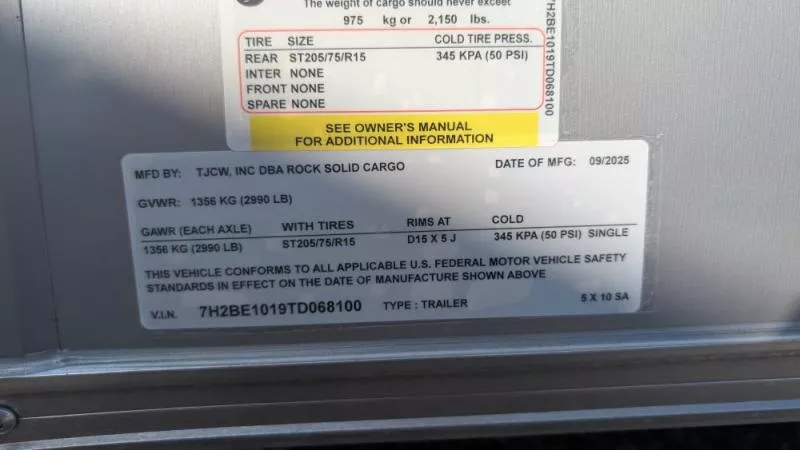 The weight of cargo should never exceed
975 kg or 2,150 lbs.
TIRE SIZE COLD TIRE PRESS.
REAR ST205/75/R15 345 KPA (50 PSI)
INTER NONE
FRONT NONE
SPARE NONE
7H2BE1019TD068100
SEE OWNER'S MANUAL
FOR ADDITIONAL INFORMATION
MFD BY: TJCW, INC DBA ROCK SOLID CARGO DATE OF MFG: 09/2025
GVWR: 1356 KG (2990 LB)
GAWR (EACH AXLE) WITH TIRES RIMS AT COLD
1356 KG (2990 LB) ST205/75/R15 D15 X 5 J 345 KPA (50 PSI) SINGLE
THIS VEHICLE CONFORMS TO ALL APPLICABLE U.S. FEDERAL MOTOR VEHICLE SAFETY
STANDARDS IN EFFECT ON THE DATE OF MANUFACTURE SHOWN ABOVE
V.I.N. 7H2BE1019TD068100 TYPE : TRAILER 5 X 10 SA